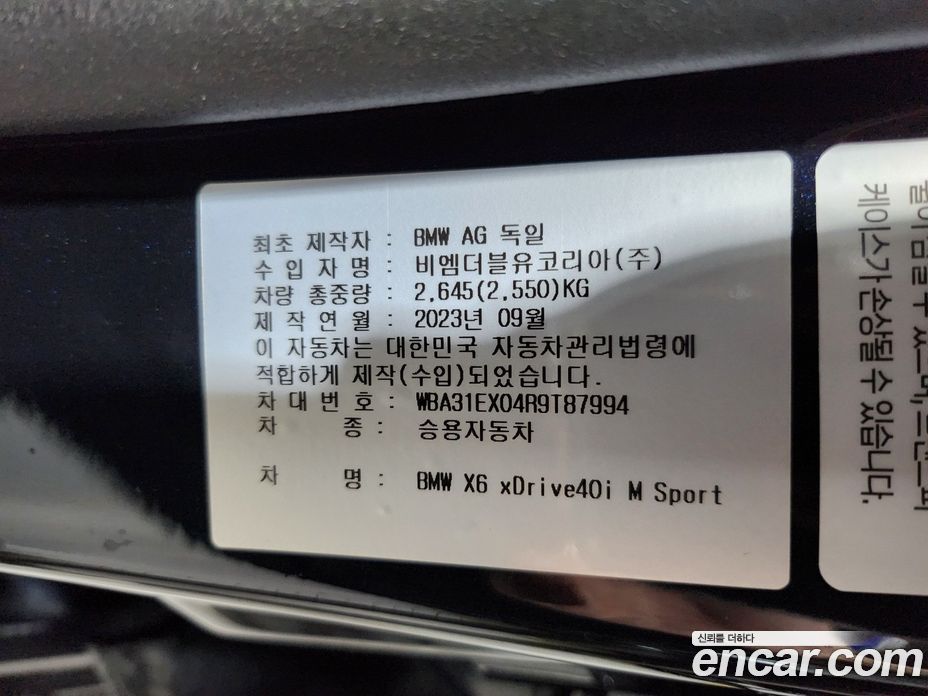 최초 제작자 : BMW AG 독일
수 입 자 명 : 비엠더블유코리아(주)
차량 총중량 : 2,645(2,550)KG
제 작 연 월 : 2023년 09월
이 자동차는 대한민국 자동차관리법령에
적합하게 제작(수입)되었습니다.
차 대 번 호 : WBA31EX04R9T87994
차 종 : 승용자동차
차 명 : BMW X6 xDrive40i M Sport
케이스가 손상될 수 있습니다.
신뢰를 더하다
encar.com